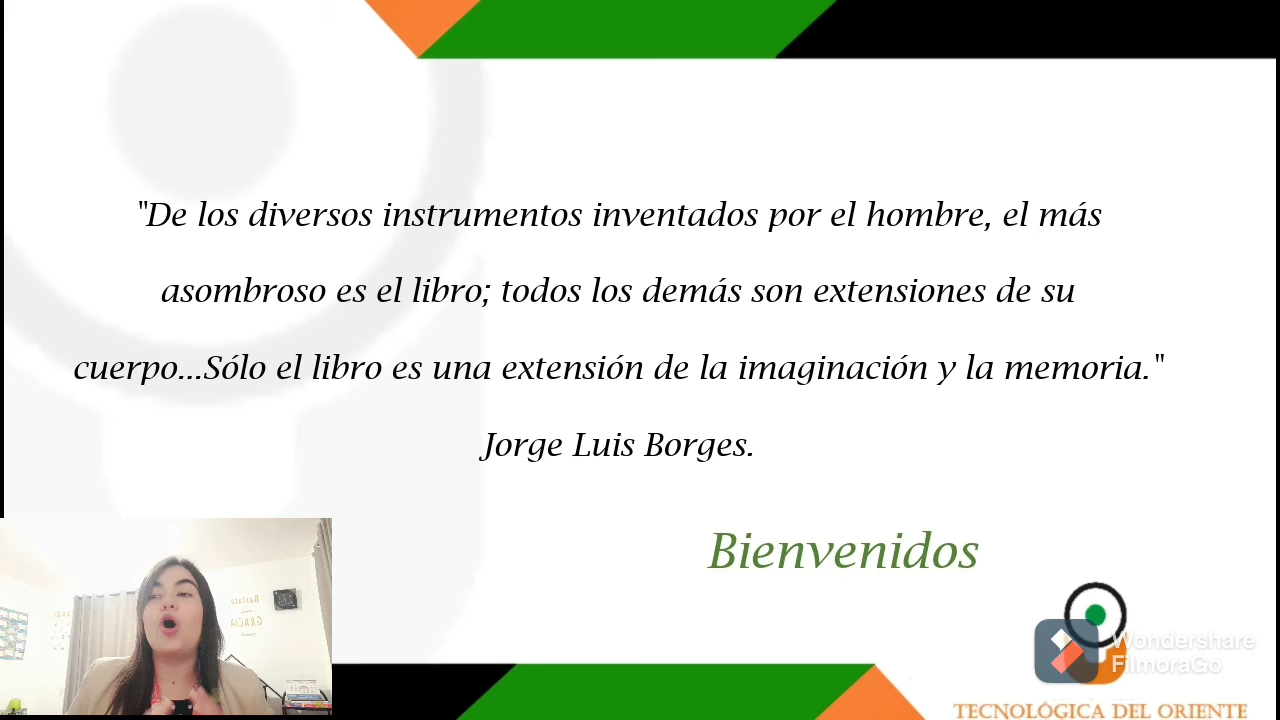 "De los diversos instrumentos inventados por el hombre, el más
asombroso es el libro; todos los demás son extensiones de su
cuerpo...Sólo el libro es una extensión de la imaginación y la memoria."
Jorge Luis Borges.
Bienvenidos
Wondershare
FilmoraGo
TECNOLÓGICA DEL ORIENTE
GRACIA